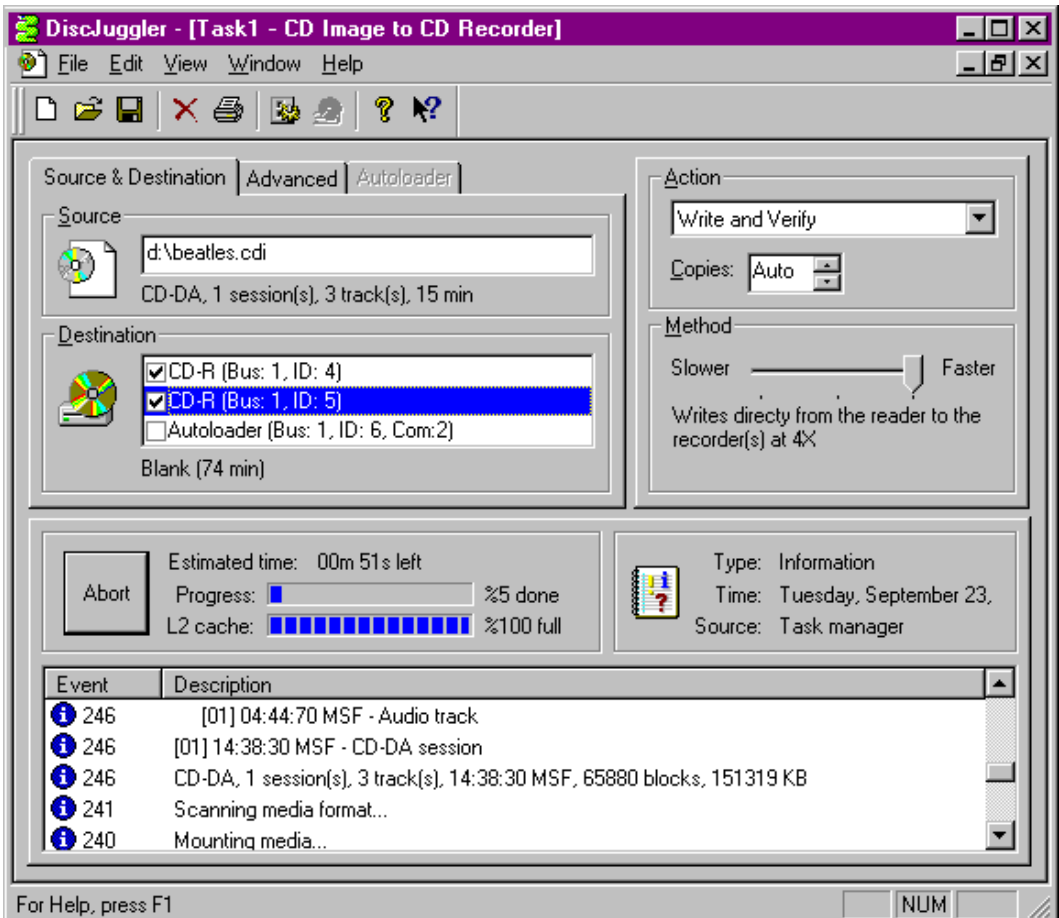 DiscJuggler - [Task1 - CD Image to CD Recorder]
File Edit View Window Help
Source & Destination Advanced Autoloader
Source
d:\beatles.cdi
CD-DA, 1 session(s), 3 track(s), 15 min
Destination
CD-R (Bus: 1, ID: 4)
CD-R (Bus: 1, ID: 5)
Autoloader (Bus: 1, ID: 6, Com:2)
Blank (74 min)
Action
Write and Verify
Copies: Auto
Method
Slower Faster
Writes directy from the reader to the
recorder(s) at 4X
Abort
Estimated time: 00m 51s left
Progress: %5 done
L2 cache: %100 full
Type: Information
Time: Tuesday, September 23,
Source: Task manager
Event Description
246 [01] 04:44:70 MSF - Audio track
246 [01] 14:38:30 MSF - CD-DA session
246 CD-DA, 1 session(s), 3 track(s), 14:38:30 MSF, 65880 blocks, 151319 KB
241 Scanning media format...
240 Mounting media...
For Help, press F1 NUM